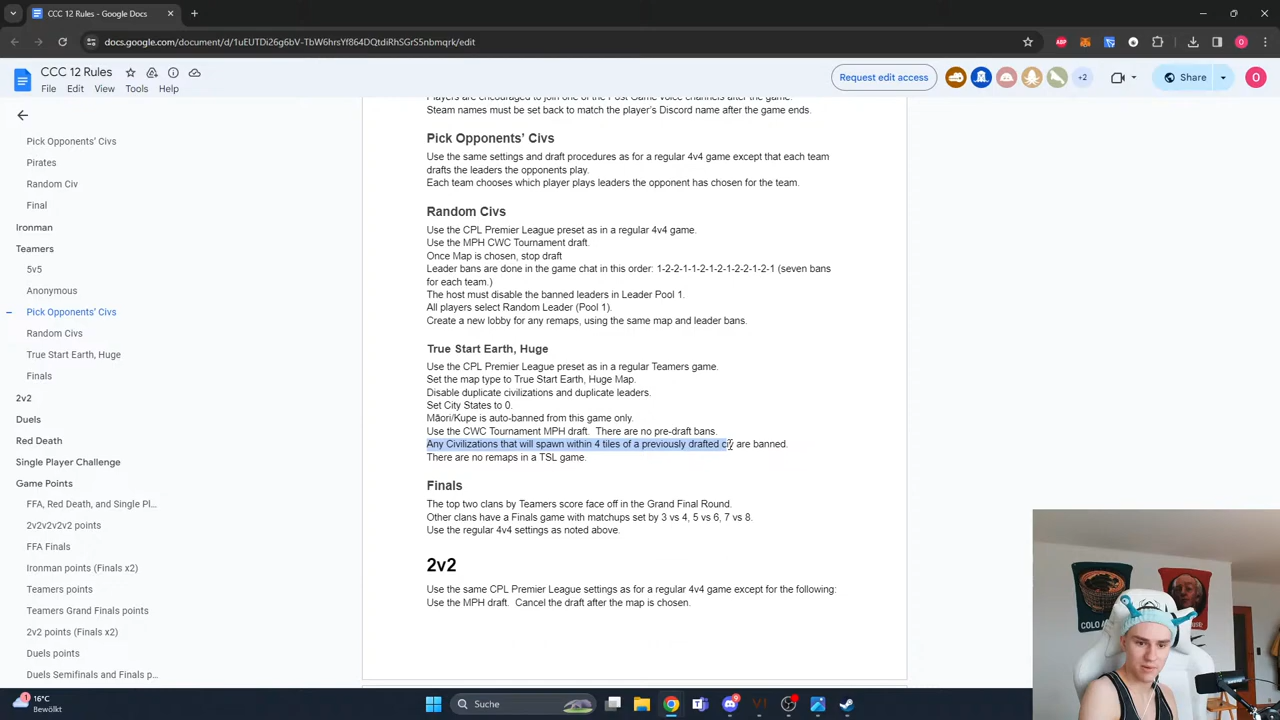 CCC 12 Rules - Google Docs
docs.google.com/document/d/1uEUTDi26g6bV-TbW6hrsYf864DQtdiRhSGrS5nbmqrk/edit
CCC 12 Rules
File Edit View Tools Help
Request edit access
+2
Share
O
Pick Opponents' Civs
Pirates
Random Civ
Final
Ironman
Teamers
5v5
Anonymous
Pick Opponents' Civs
Random Civs
True Start Earth, Huge
Finals
2v2
Duels
Red Death
Single Player Challenge
Game Points
FFA, Red Death, and Single Pl...
2v2v2v2v2 points
FFA Finals
Ironman points (Finals x2)
Teamers points
Teamers Grand Finals points
2v2 points (Finals x2)
Duels points
Duels Semifinals and Finals p...
Players are encouraged to join one of the Post Game voice channels after the game.
Steam names must be set back to match the player's Discord name after the game ends.
Pick Opponents' Civs
Use the same settings and draft procedures as for a regular 4v4 game except that each team
drafts the leaders the opponents play.
Each team chooses which player plays leaders the opponent has chosen for the team.
Random Civs
Use the CPL Premier League preset as in a regular 4v4 game.
Use the MPH CWC Tournament draft.
Once Map is chosen, stop draft
Leader bans are done in the game chat in this order: 1-2-2-1-1-2-1-2-1-2-2-1-2-1 (seven bans
for each team.)
The host must disable the banned leaders in Leader Pool 1.
All players select Random Leader (Pool 1).
Create a new lobby for any remaps, using the same map and leader bans.
True Start Earth, Huge
Use the CPL Premier League preset as in a regular Teamers game.
Set the map type to True Start Earth, Huge Map.
Disable duplicate civilizations and duplicate leaders.
Set City States to 0.
Māori/Kupe is auto-banned from this game only.
Use the CWC Tournament MPH draft. There are no pre-draft bans.
Any Civilizations that will spawn within 4 tiles of a previously drafted civ are banned.
There are no remaps in a TSL game.
Finals
The top two clans by Teamers score face off in the Grand Final Round.
Other clans have a Finals game with matchups set by 3 vs 4, 5 vs 6, 7 vs 8.
Use the regular 4v4 settings as noted above.
2v2
Use the same CPL Premier League settings as for a regular 4v4 game except for the following:
Use the MPH draft. Cancel the draft after the map is chosen.
16°C
Bewölkt
Suche